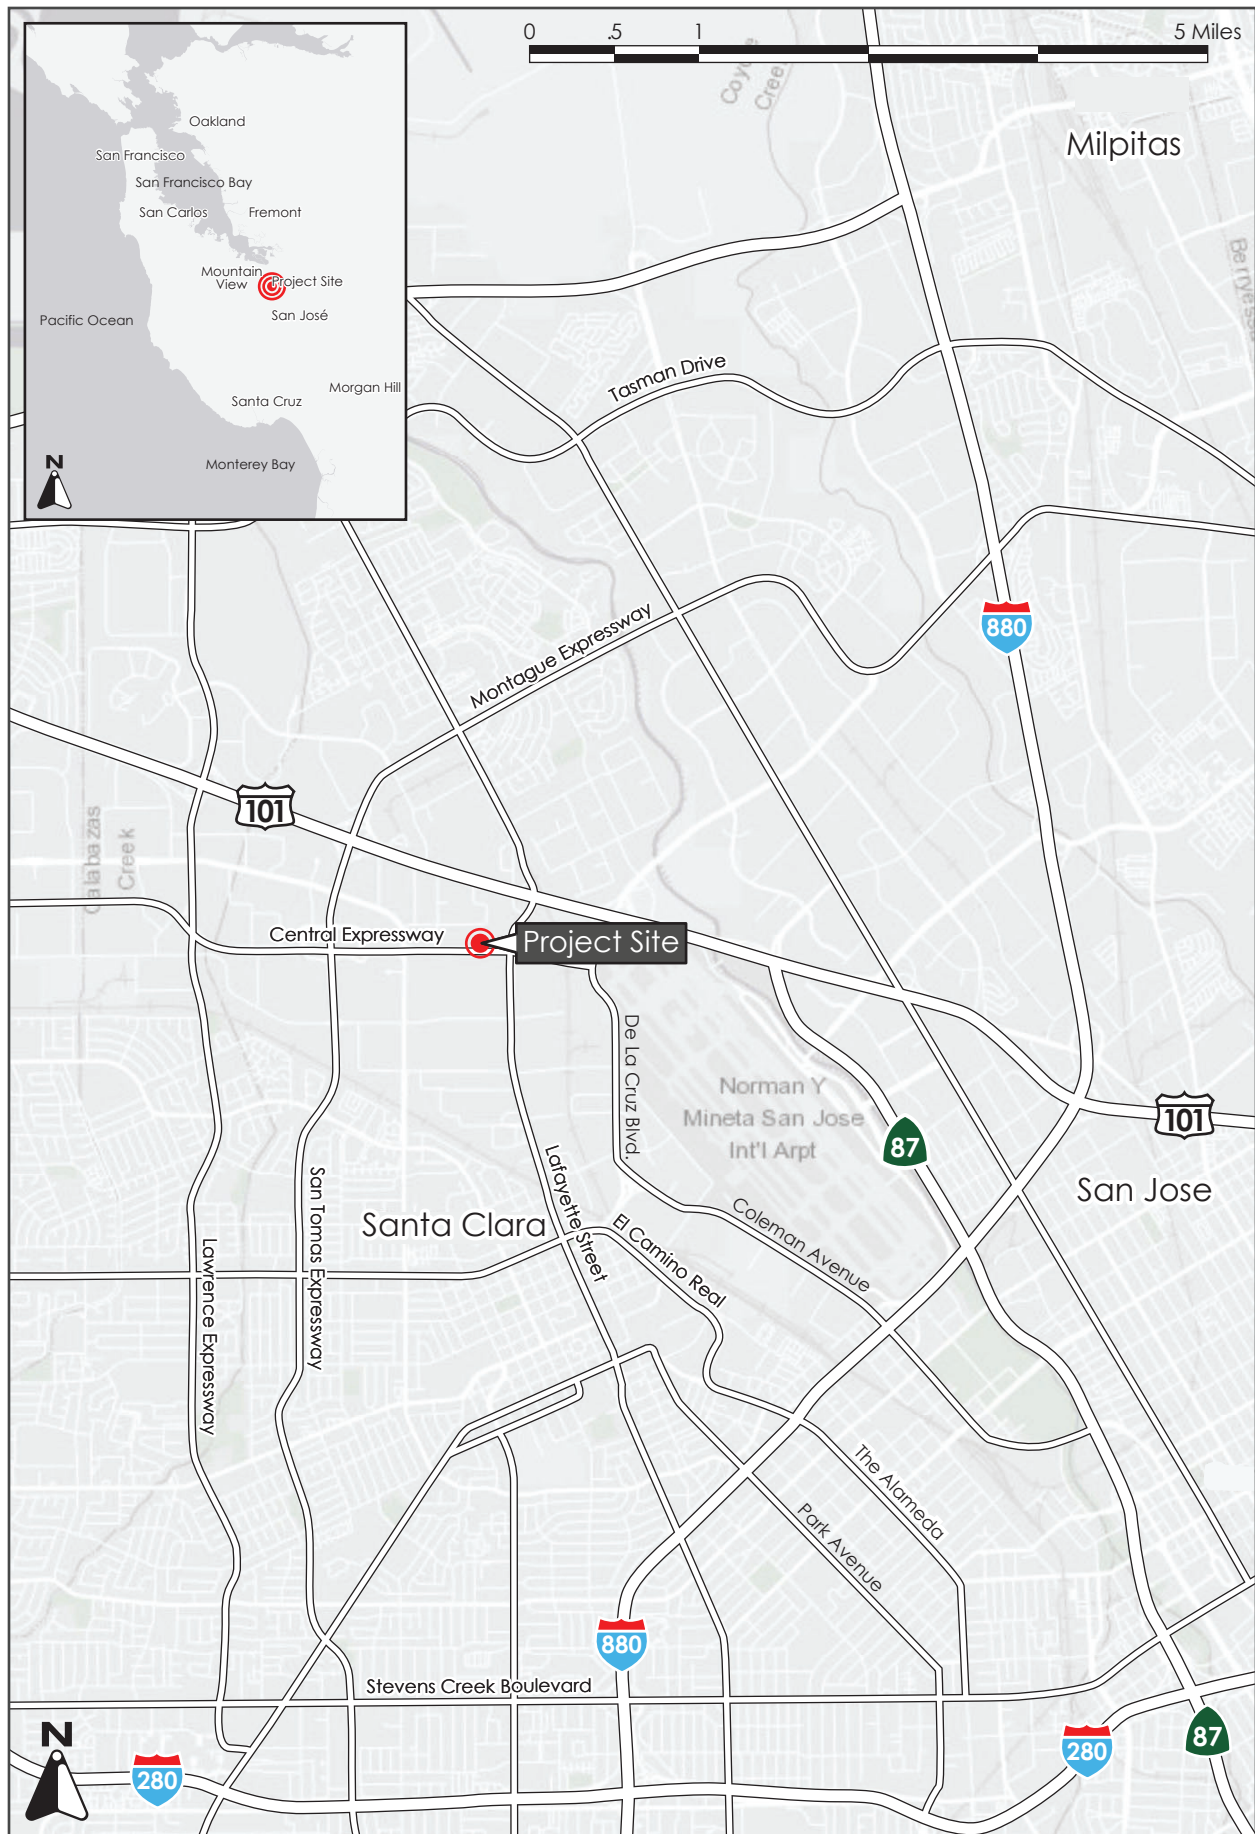 0 .5 1 5 Miles
Coyote
Creek
Milpitas
Oakland
San Francisco
San Francisco Bay
San Carlos
Fremont
Mountain
View
Project Site
San José
Pacific Ocean
Morgan Hill
Santa Cruz
Monterey Bay
N
Tasman Drive
880
Montague Expressway
101
Calabazas
Creek
Central Expressway
Project Site
De La Cruz Blvd.
Norman Y
Mineta San Jose
Int'l Arpt
87
101
San Jose
Santa Clara
Lafayette Street
El Camino Real
Coleman Avenue
San Tomas Expressway
Lawrence Expressway
The Alameda
Park Avenue
880
Stevens Creek Boulevard
N
280
280
87